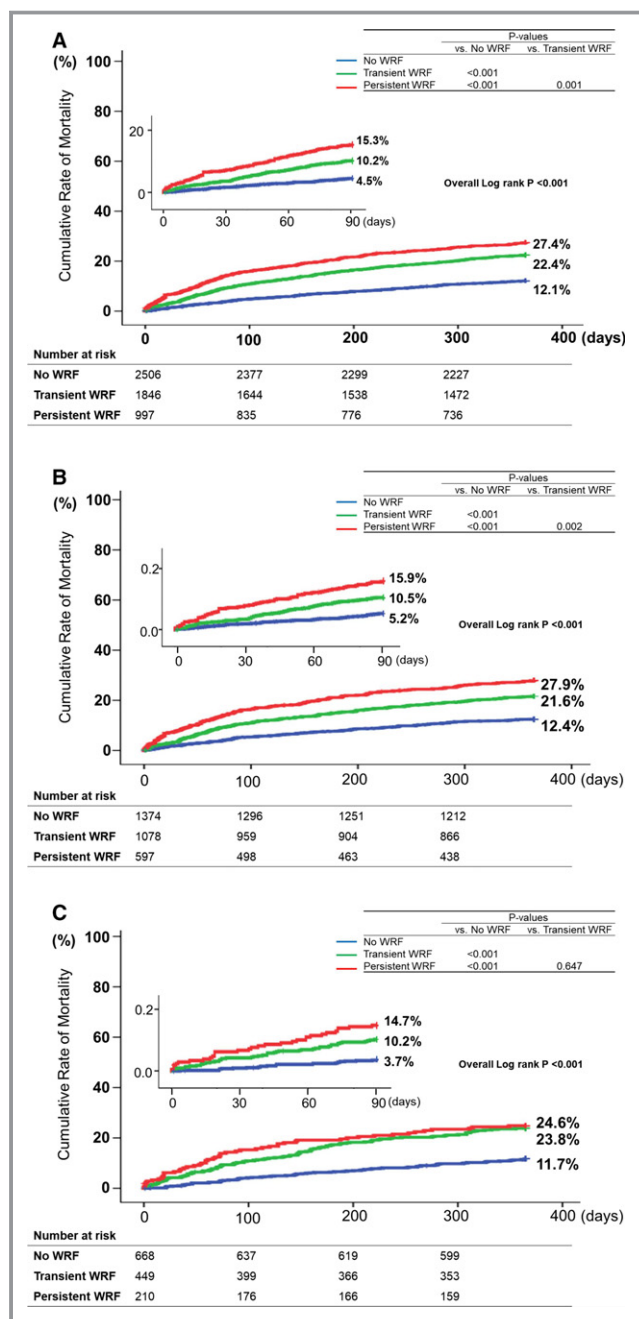 A
(%)
P-values
vs. No WRF vs. Transient WRF
No WRF
Transient WRF <0.001
Persistent WRF <0.001 0.001
Cumulative Rate of Mortality
100
80
60
40
20
0
20
0
15.3%
10.2%
4.5%
0 30 60 90 (days)
Overall Log rank P <0.001
27.4%
22.4%
12.1%
0 100 200 300 400 (days)
Number at risk
No WRF 2506 2377 2299 2227
Transient WRF 1846 1644 1538 1472
Persistent WRF 997 835 776 736
B
(%)
P-values
vs. No WRF vs. Transient WRF
No WRF
Transient WRF <0.001
Persistent WRF <0.001 0.002
Cumulative Rate of Mortality
100
80
60
40
20
0
0.2
0.0
15.9%
10.5%
5.2%
0 30 60 90 (days)
Overall Log rank P <0.001
27.9%
21.6%
12.4%
0 100 200 300 400 (days)
Number at risk
No WRF 1374 1296 1251 1212
Transient WRF 1078 959 904 866
Persistent WRF 597 498 463 438
C
(%)
P-values
vs. No WRF vs. Transient WRF
No WRF
Transient WRF <0.001
Persistent WRF <0.001 0.647
Cumulative Rate of Mortality
100
80
60
40
20
0
0.2
0.0
14.7%
10.2%
3.7%
0 30 60 90 (days)
Overall Log rank P <0.001
24.6%
23.8%
11.7%
0 100 200 300 400 (days)
Number at risk
No WRF 668 637 619 599
Transient WRF 449 399 366 353
Persistent WRF 210 176 166 159